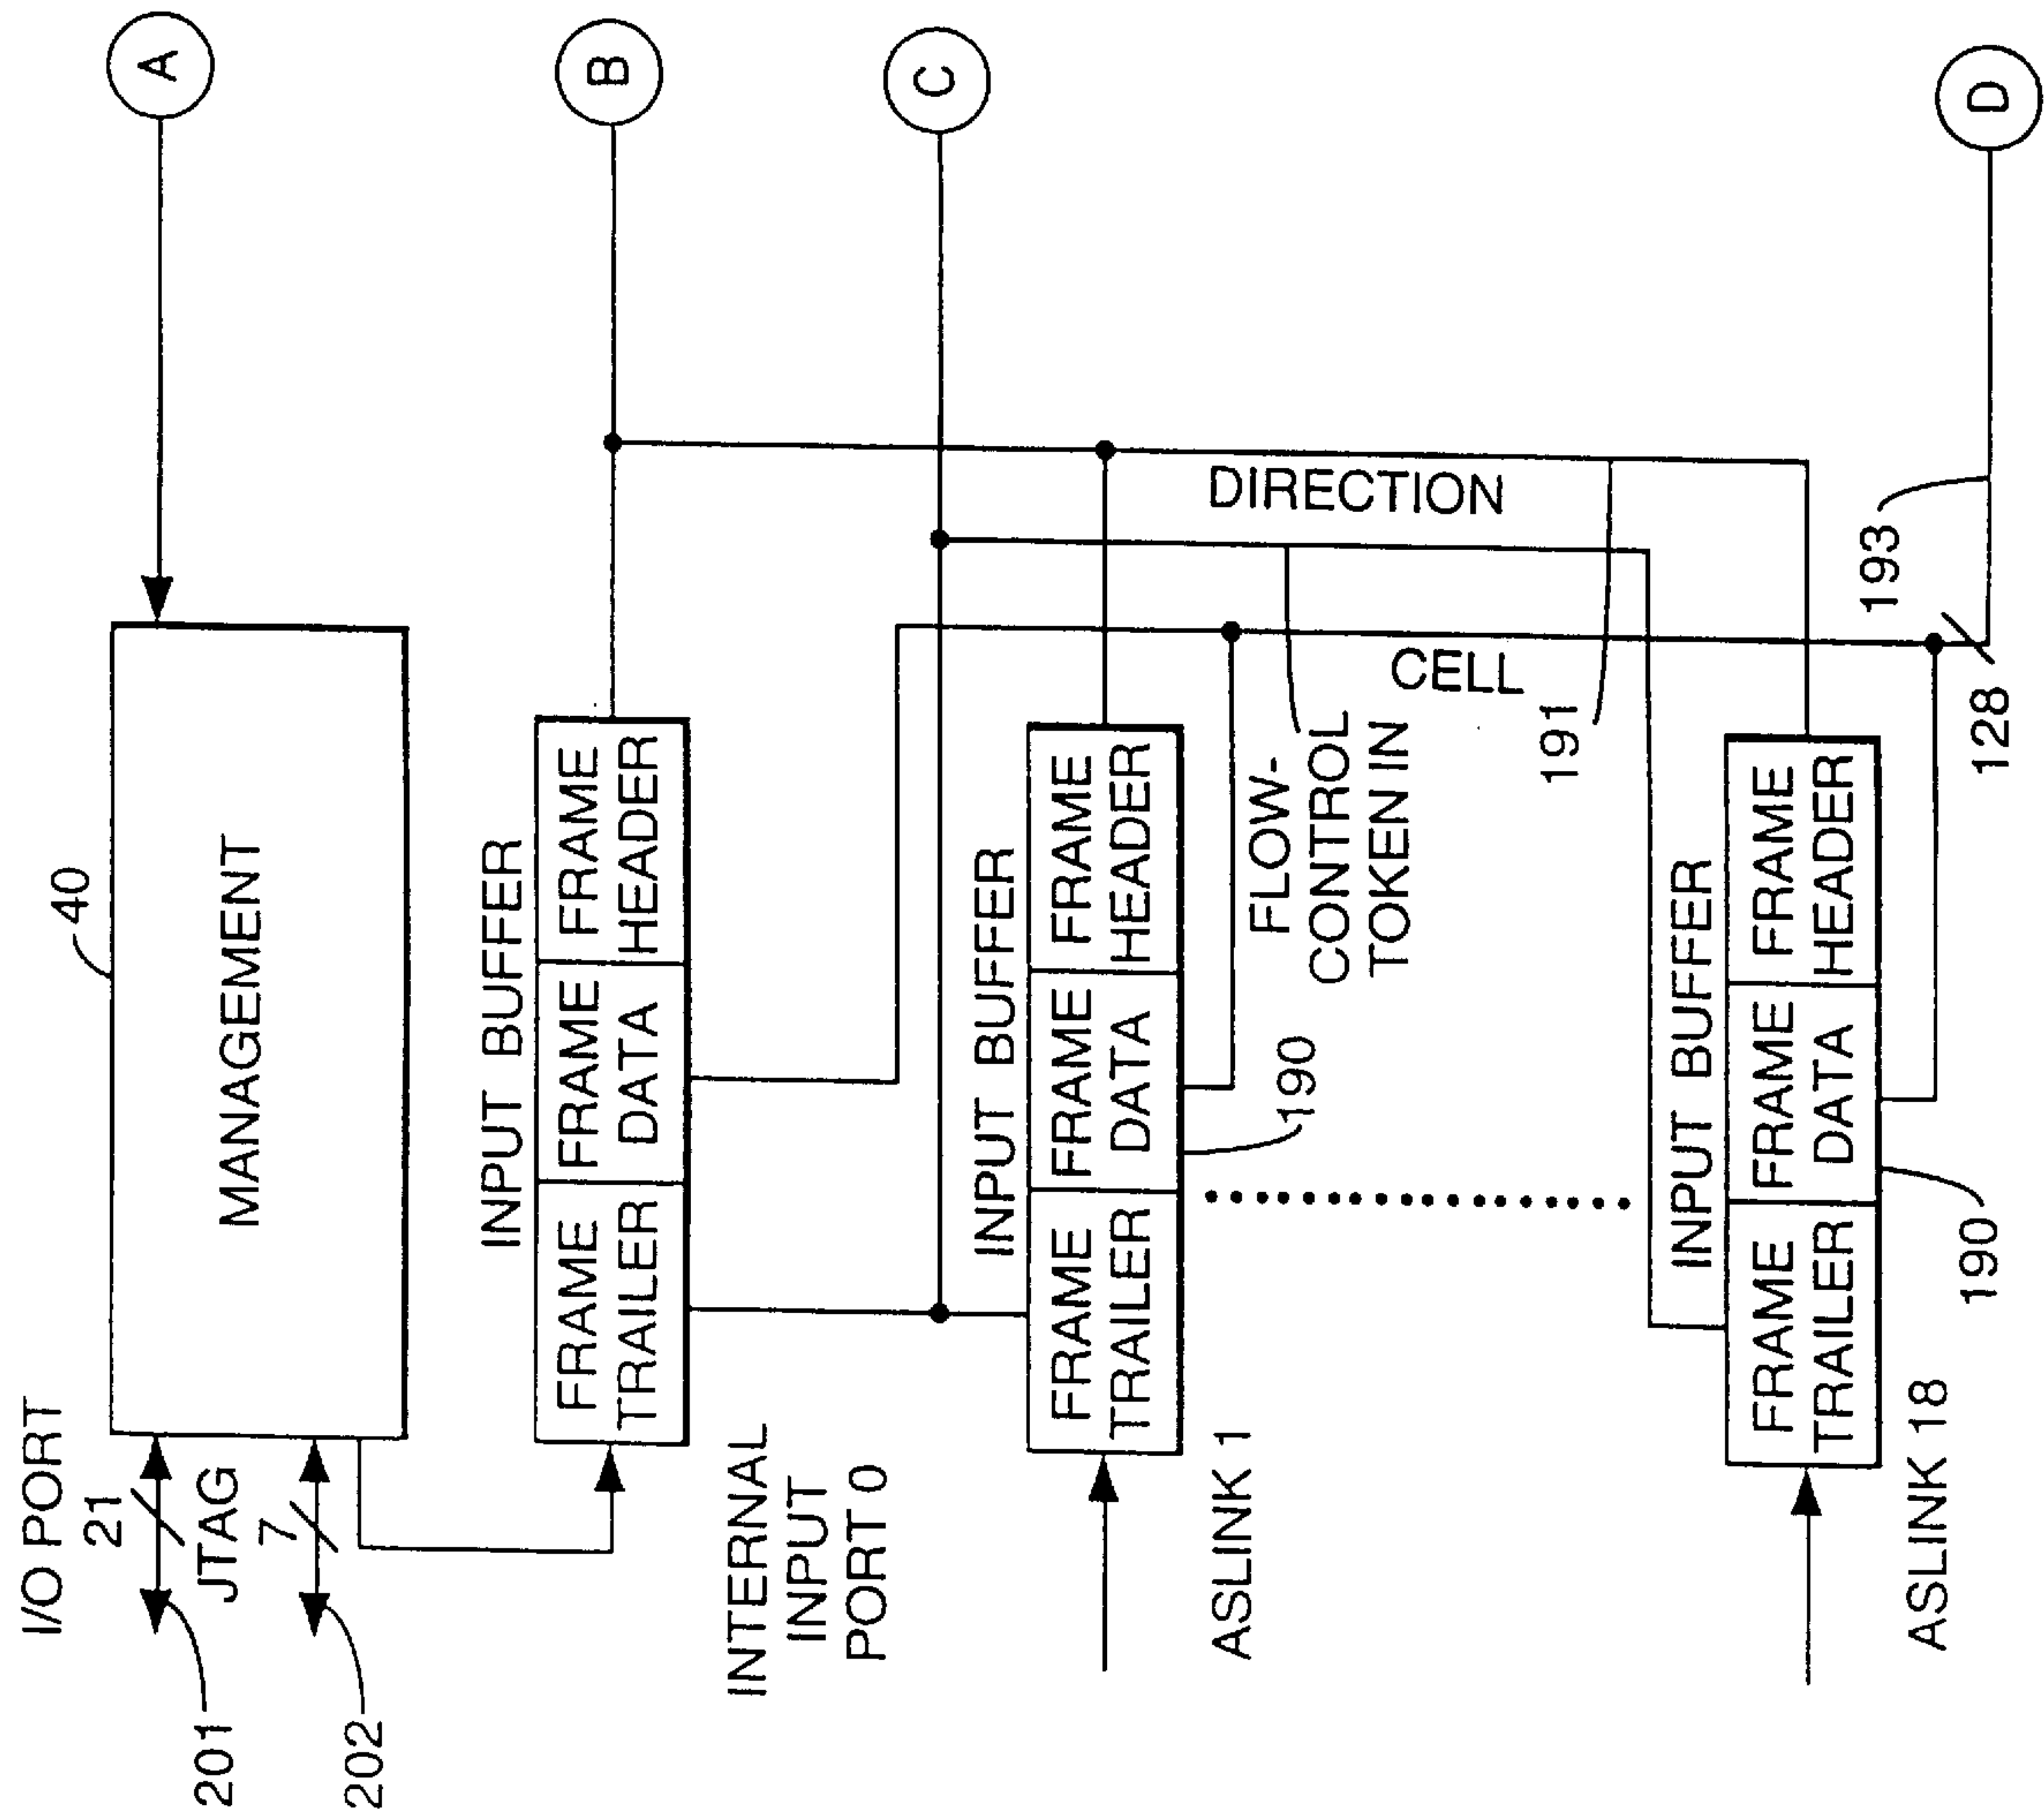 I/O PORT
21
JTAG
7
201
202
40
MANAGEMENT
A
INPUT BUFFER
FRAME
TRAILER
FRAME
DATA
FRAME
HEADER
B
INTERNAL
INPUT
PORT 0
C
INPUT BUFFER
FRAME
TRAILER
FRAME
DATA
FRAME
HEADER
ASLINK 1
190
FLOW-
CONTROL
TOKEN IN
DIRECTION
CELL
191
INPUT BUFFER
FRAME
TRAILER
FRAME
DATA
FRAME
HEADER
ASLINK 18
190
128
193
D